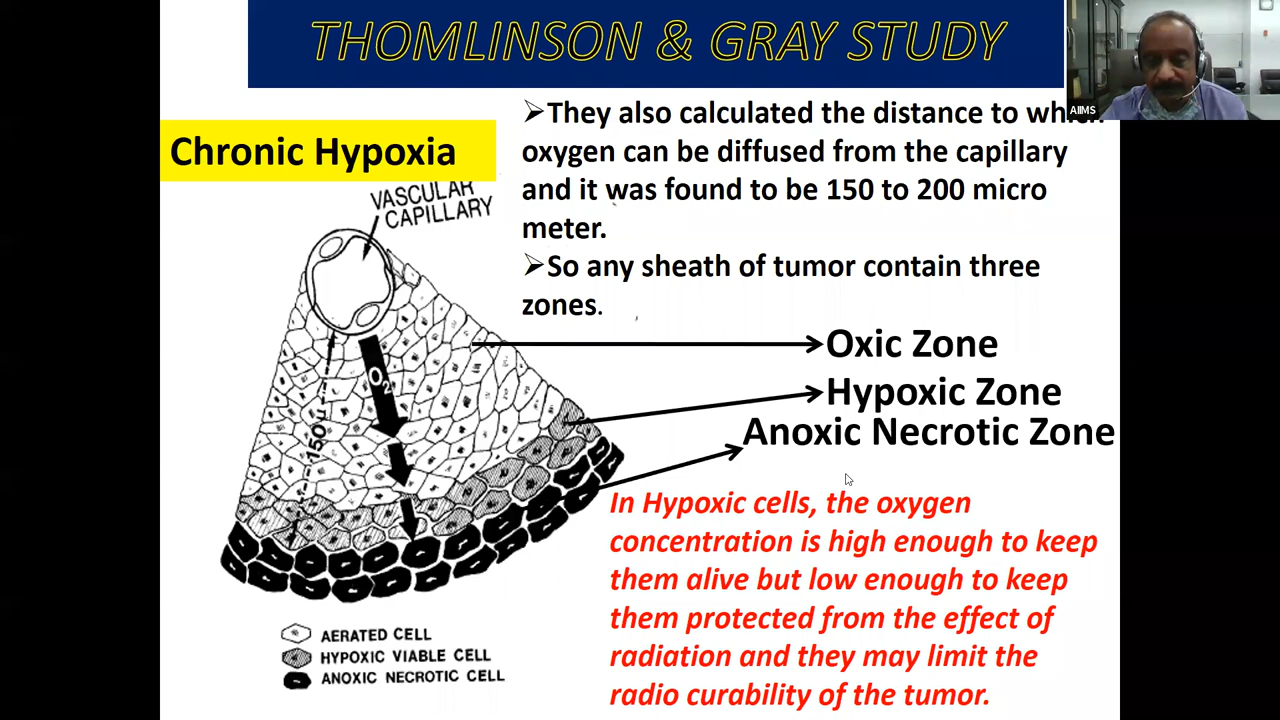 THOMLINSON & GRAY STUDY
AIIMS
Chronic Hypoxia
➢They also calculated the distance to which
oxygen can be diffused from the capillary
and it was found to be 150 to 200 micro
meter.
➢So any sheath of tumor contain three
zones.
VASCULAR
CAPILLARY
O2
150μ
Oxic Zone
Hypoxic Zone
Anoxic Necrotic Zone
In Hypoxic cells, the oxygen
concentration is high enough to keep
them alive but low enough to keep
them protected from the effect of
radiation and they may limit the
radio curability of the tumor.
AERATED CELL
HYPOXIC VIABLE CELL
ANOXIC NECROTIC CELL